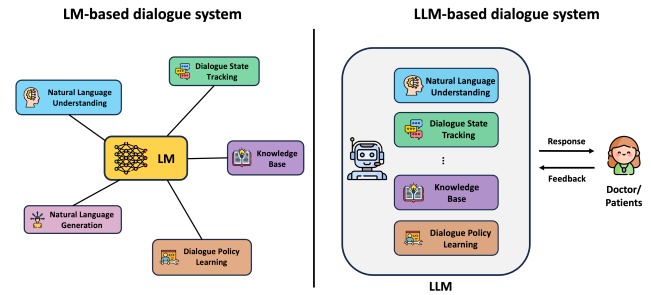 LM-based dialogue system
Natural Language
Understanding
Dialogue State
Tracking
LM
Knowledge
Base
Natural Language
Generation
Dialogue Policy
Learning
LLM-based dialogue system
Natural Language
Understanding
Dialogue State
Tracking
...
Knowledge
Base
Dialogue Policy
Learning
LLM
Response
Feedback
Doctor/
Patients